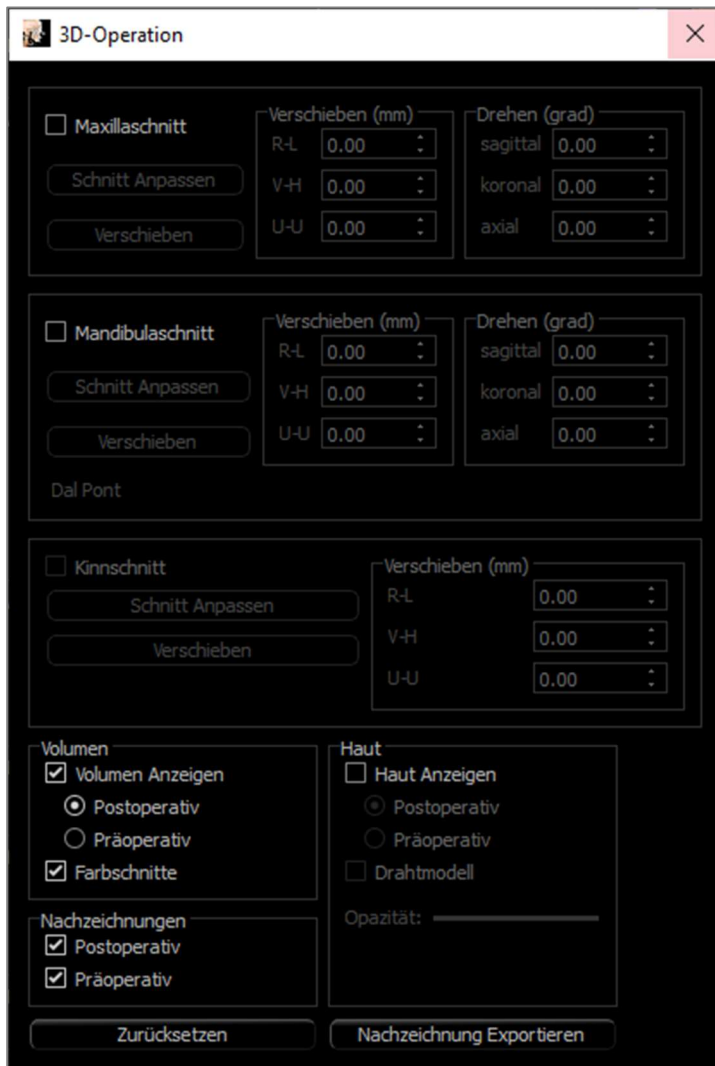 3D-Operation
Maxillaschnitt
Schnitt Anpassen
Verschieben
Verschieben (mm)
R-L 0.00
V-H 0.00
U-U 0.00
Drehen (grad)
sagittal 0.00
koronal 0.00
axial 0.00
Mandibulaschnitt
Schnitt Anpassen
Verschieben
Dal Pont
Verschieben (mm)
R-L 0.00
V-H 0.00
U-U 0.00
Drehen (grad)
sagittal 0.00
koronal 0.00
axial 0.00
Kinnschnitt
Schnitt Anpassen
Verschieben
Verschieben (mm)
R-L 0.00
V-H 0.00
U-U 0.00
Volumen
Volumen Anzeigen
Postoperativ
Präoperativ
Farbschnitte
Nachzeichnungen
Postoperativ
Präoperativ
Haut
Haut Anzeigen
Postoperativ
Präoperativ
Drahtmodell
Opazität:
Zurücksetzen
Nachzeichnung Exportieren